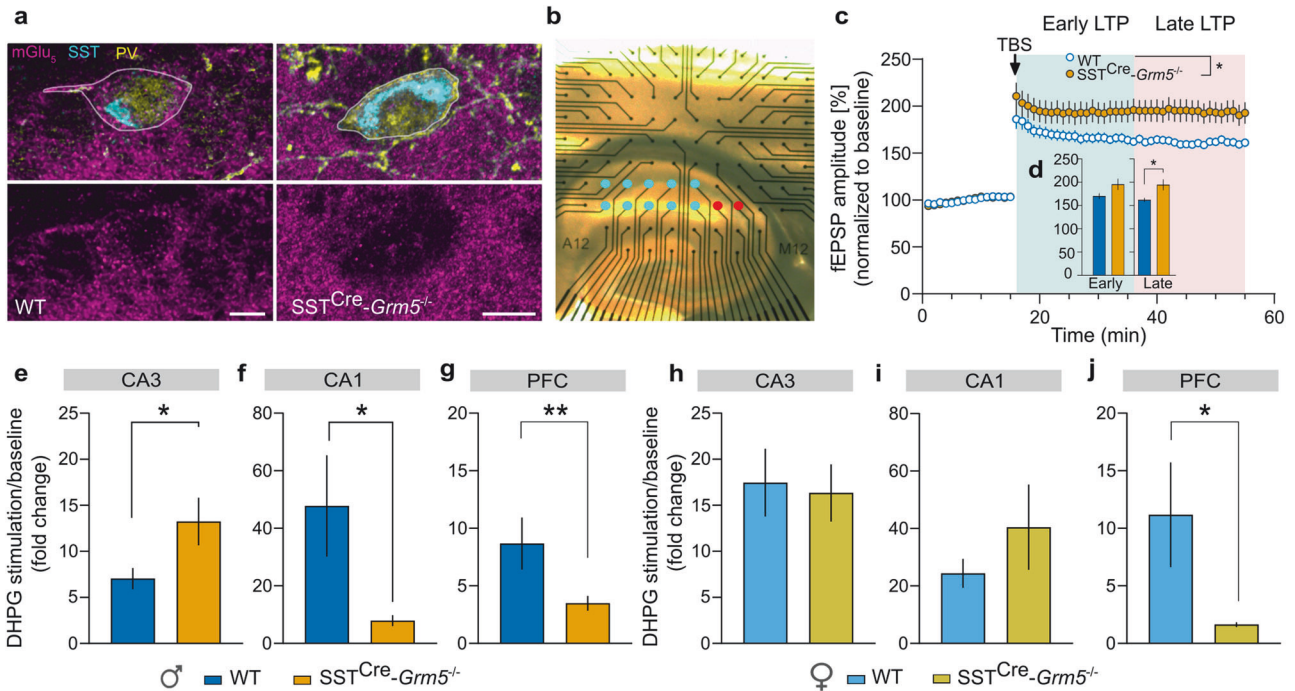 a
mGlu5 SST PV
WT
SSTCre-Grm5-/-
b
A12
M12
c
Early LTP Late LTP
TBS
WT
SSTCre-Grm5-/-
*
fEPSP amplitude [%]
(normalized to baseline)
300
250
200
150
100
50
0
0 20 40 60
Time (min)
d
250
200
150
100
50
0
*
Early Late
e
CA3
DHPG stimulation/baseline
(fold change)
25
20
15
10
5
0
*
f
CA1
80
60
40
20
0
*
g
PFC
20
15
10
5
0
**
h
CA3
DHPG stimulation/baseline
(fold change)
25
20
15
10
5
0
i
CA1
80
60
40
20
0
j
PFC
20
15
10
5
0
*
♂ WT SSTCre-Grm5-/-
♀ WT SSTCre-Grm5-/-